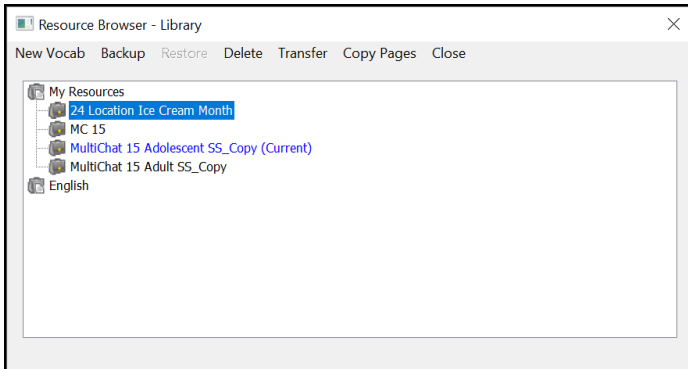 Resource Browser - Library
New Vocab Backup Restore Delete Transfer Copy Pages Close
My Resources
24 Location Ice Cream Month
MC 15
MultiChat 15 Adolescent SS_Copy (Current)
MultiChat 15 Adult SS_Copy
English